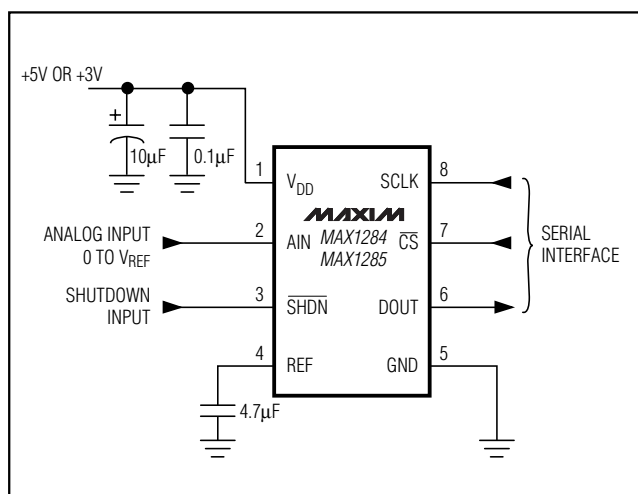 +5V OR +3V
+
10µF
0.1µF
1
VDD
SCLK
8
MAXIM
MAX1284
MAX1285
ANALOG INPUT
0 TO VREF
2
AIN
CS
7
SERIAL
INTERFACE
SHUTDOWN
INPUT
3
SHDN
DOUT
6
4
REF
GND
5
4.7µF